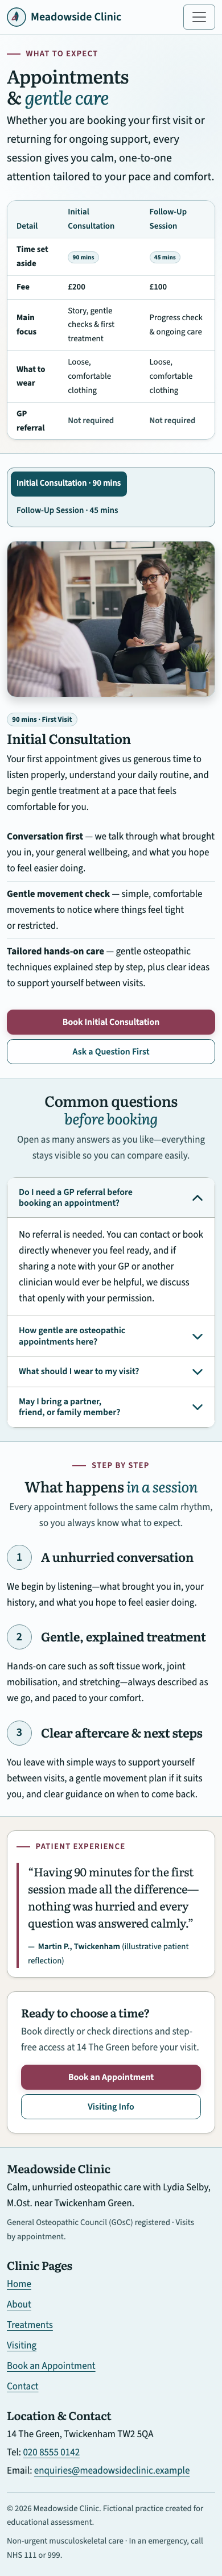 Meadowside Clinic
WHAT TO EXPECT
Appointments
& gentle care
Whether you are booking your first visit or
returning for ongoing support, every
session gives you calm, one-to-one
attention tailored to your pace and comfort.
Detail
Initial Consultation
Follow-Up Session
Time set aside
90 mins
45 mins
Fee
£200
£100
Main focus
Story, gentle checks & first treatment
Progress check & ongoing care
What to wear
Loose, comfortable clothing
Loose, comfortable clothing
GP referral
Not required
Not required
Initial Consultation · 90 mins
Follow-Up Session · 45 mins
90 mins · First Visit
Initial Consultation
Your first appointment gives us generous time to
listen properly, understand your daily routine, and
begin gentle treatment at a pace that feels
comfortable for you.
Conversation first — we talk through what brought
you in, your general wellbeing, and what you hope
to feel easier doing.
Gentle movement check — simple, comfortable
movements to notice where things feel tight
or restricted.
Tailored hands-on care — gentle osteopathic
techniques explained step by step, plus clear ideas
to support yourself between visits.
Book Initial Consultation
Ask a Question First
Common questions
before booking
Open as many answers as you like—everything
stays visible so you can compare easily.
Do I need a GP referral before
booking an appointment?
No referral is needed. You can contact or book
directly whenever you feel ready, and if
sharing a note with your GP or another
clinician would ever be helpful, we discuss
that openly with your permission.
How gentle are osteopathic
appointments here?
What should I wear to my visit?
May I bring a partner,
friend, or family member?
STEP BY STEP
What happens in a session
Every appointment follows the same calm rhythm,
so you always know what to expect.
1
A unhurried conversation
We begin by listening—what brought you in, your
history, and what you hope to feel easier doing.
2
Gentle, explained treatment
Hands-on care such as soft tissue work, joint
mobilisation, and stretching—always described as
we go, and paced to your comfort.
3
Clear aftercare & next steps
You leave with simple ways to support yourself
between visits, a gentle movement plan if it suits
you, and clear guidance on when to come back.
PATIENT EXPERIENCE
“Having 90 minutes for the first
session made all the difference—
nothing was hurried and every
question was answered calmly.”
— Martin P., Twickenham (illustrative patient
reflection)
Ready to choose a time?
Book directly or check directions and step-
free access at 14 The Green before your visit.
Book an Appointment
Visiting Info
Meadowside Clinic
Calm, unhurried osteopathic care with Lydia Selby,
M.Ost. near Twickenham Green.
General Osteopathic Council (GOsC) registered · Visits
by appointment.
Clinic Pages
Home
About
Treatments
Visiting
Book an Appointment
Contact
Location & Contact
14 The Green, Twickenham TW2 5QA
Tel: 020 8555 0142
Email: enquiries@meadowsideclinic.example
© 2026 Meadowside Clinic. Fictional practice created for
educational assessment.
Non-urgent musculoskeletal care · In an emergency, call
NHS 111 or 999.